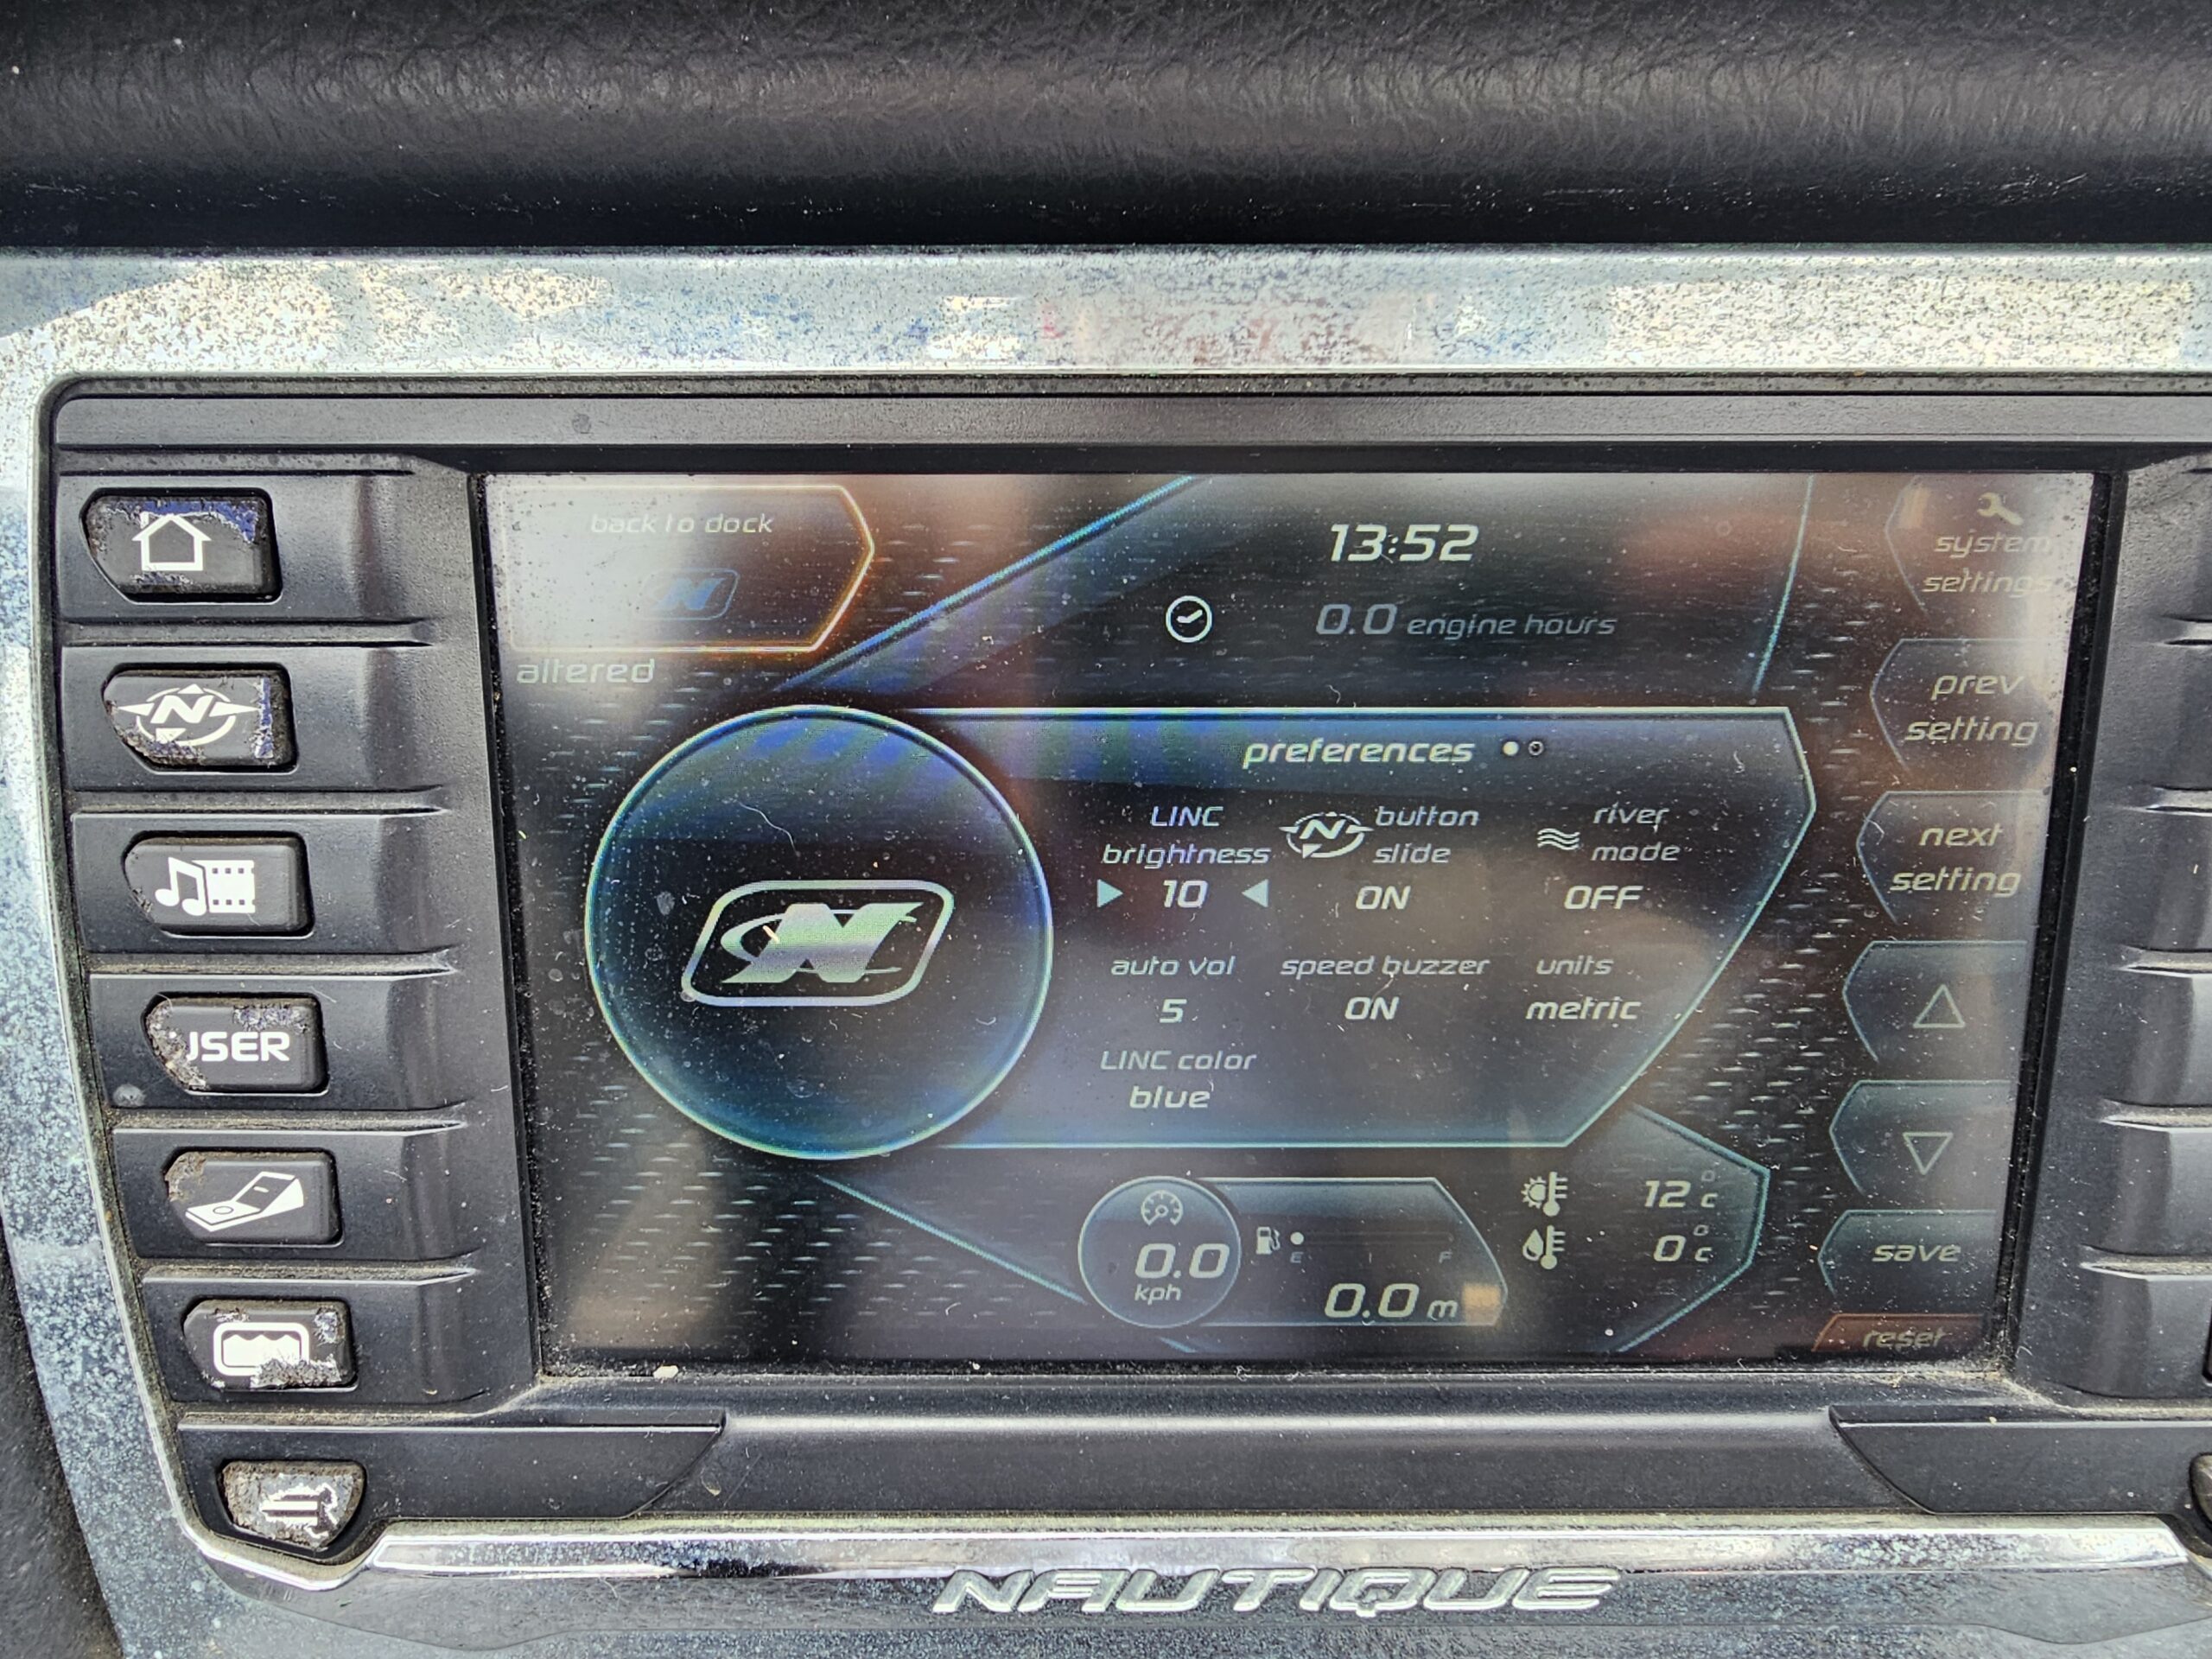 back to dock
altered
13:52
0.0 engine hours
system
settings
prev
setting
next
setting
preferences
LINC
brightness
10
button
slide
ON
river
mode
OFF
auto vol
5
speed buzzer
ON
units
metric
LINC color
blue
0.0
kph
E F
0.0 m
12 °c
0 °c
save
reset
USER
NAUTIQUE